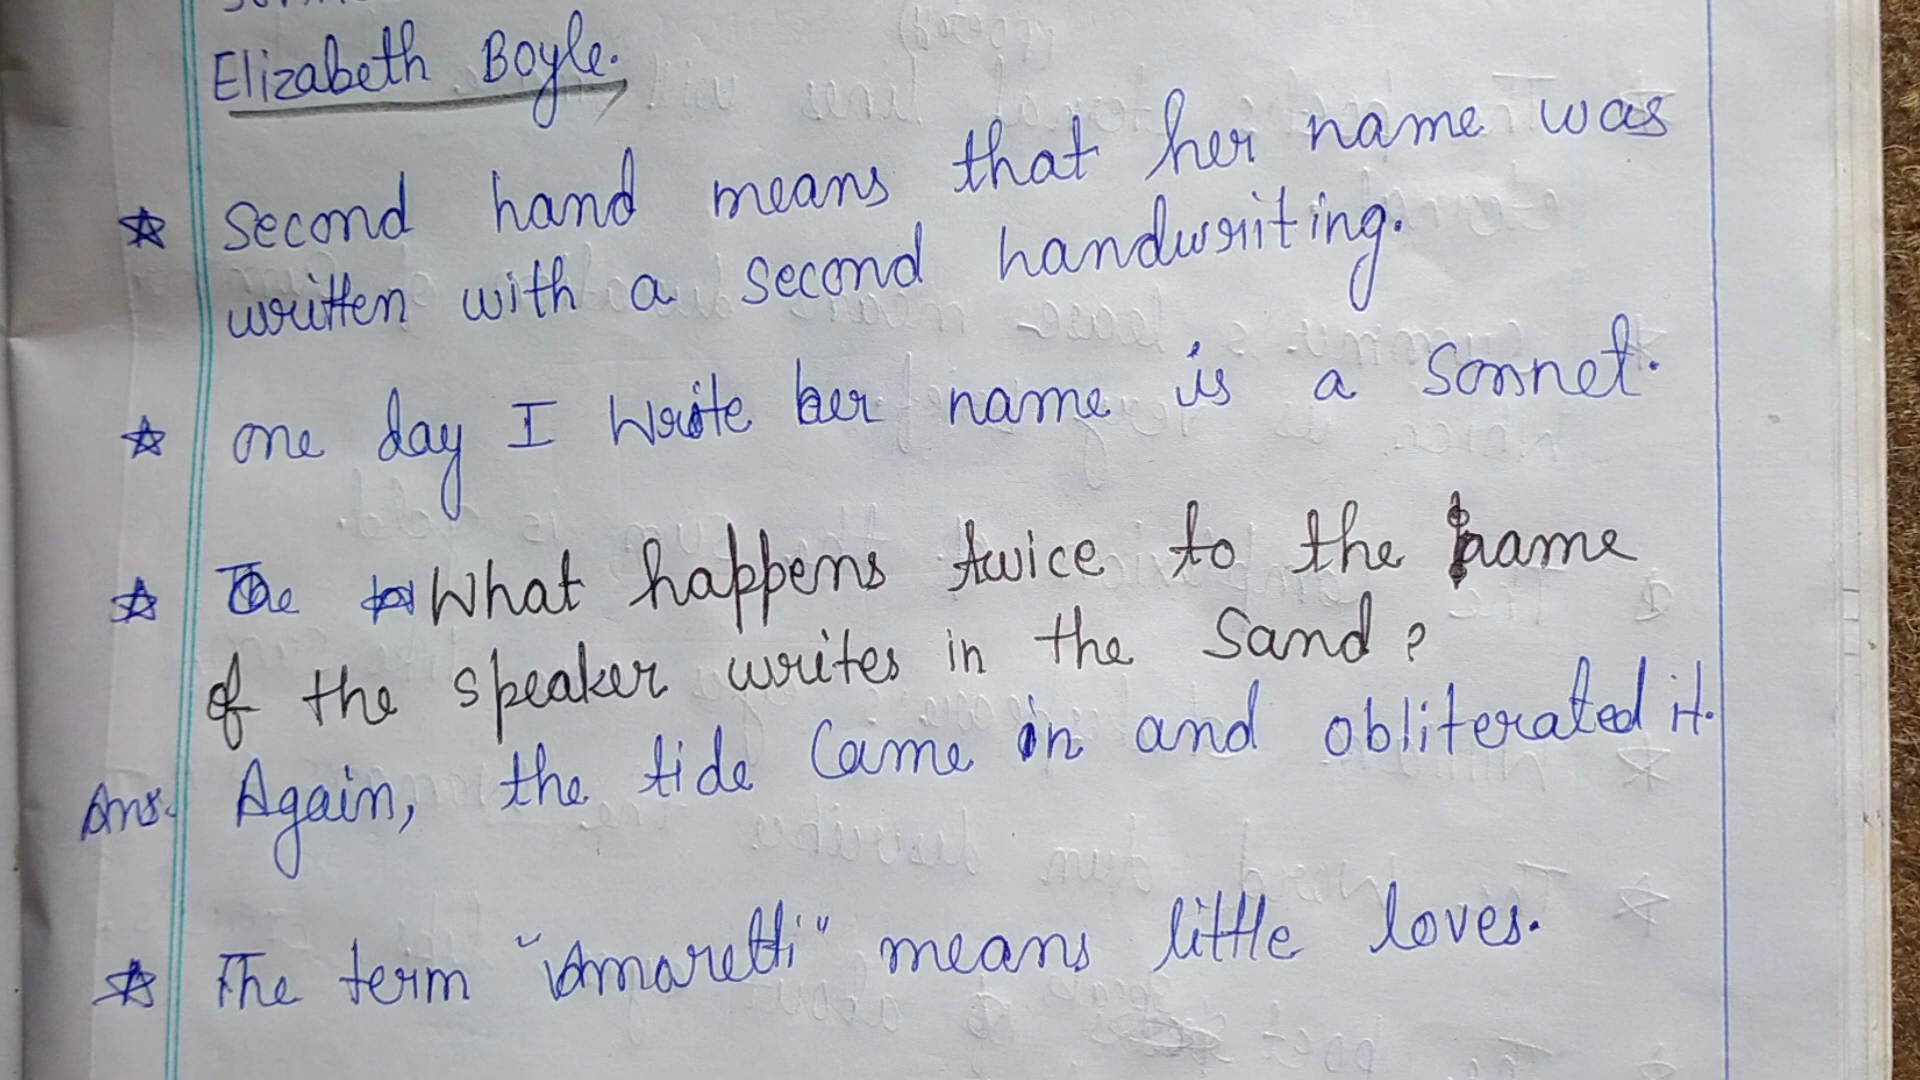 Elizabeth Boyle.
☆ Second hand means that her name was
written with a second handwriting.
☆ one day I Write her name is a Sonnet.
☆ The What happens twice to the name
of the speaker writes in the Sand?
Ans. Again, the tide Came in and obliterated it.
☆ The term "Amaretti" means little loves.